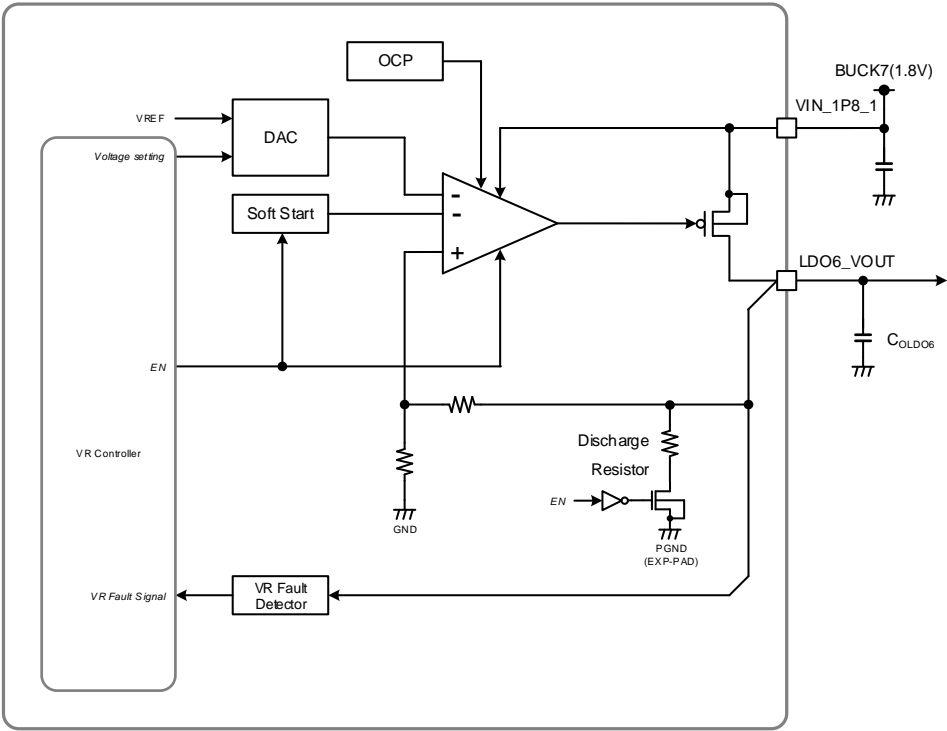 OCP
BUCK7(1.8V)
VIN_1P8_1
VREF
DAC
Voltage setting
Soft Start
-
-
+
LDO6_VOUT
COLDO6
EN
VR Controller
Discharge
Resistor
EN
GND
PGND
(EXP-PAD)
VR Fault Signal
VR Fault
Detector